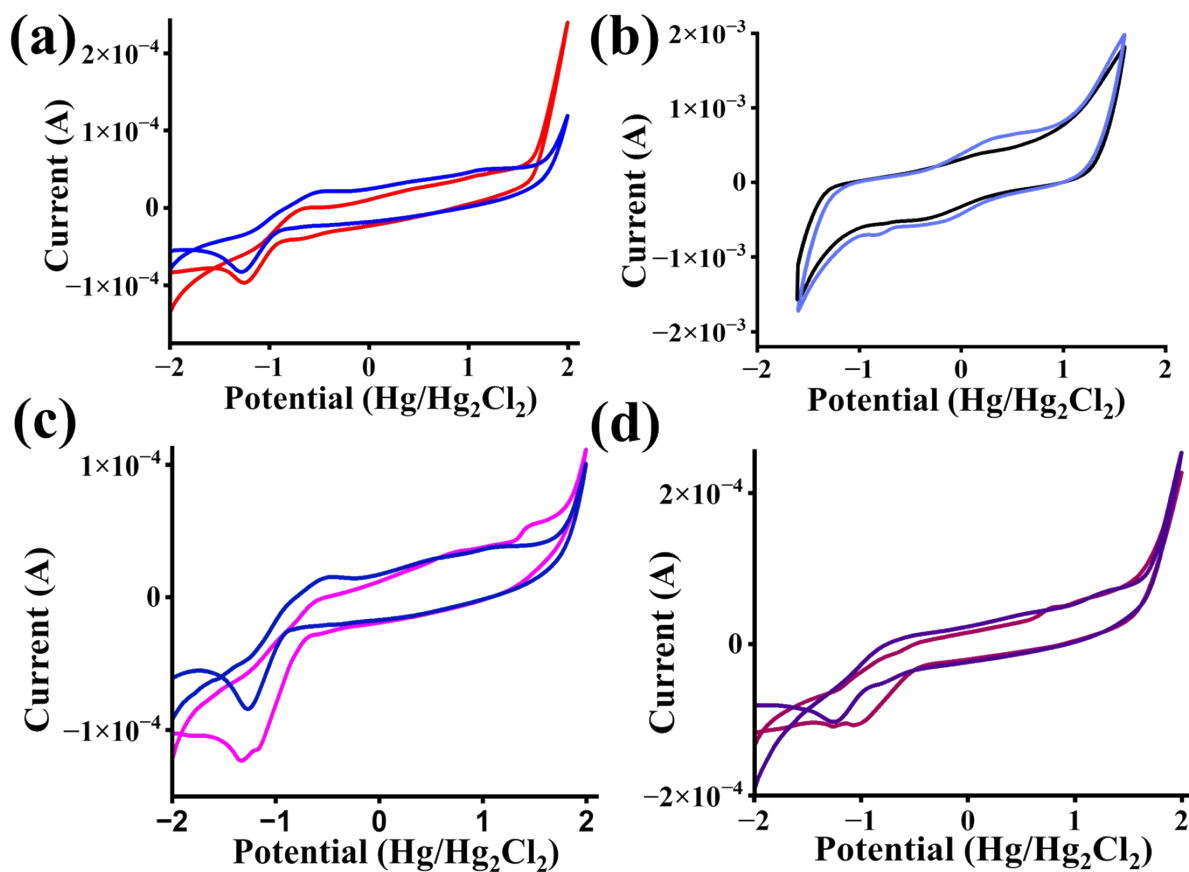 (a)
2×10⁻⁴
1×10⁻⁴
0
−1×10⁻⁴
Current (A)
−2 −1 0 1 2
Potential (Hg/Hg₂Cl₂)
(b)
2×10⁻³
1×10⁻³
0
−1×10⁻³
−2×10⁻³
Current (A)
−2 −1 0 1 2
Potential (Hg/Hg₂Cl₂)
(c)
1×10⁻⁴
0
−1×10⁻⁴
Current (A)
−2 −1 0 1 2
Potential (Hg/Hg₂Cl₂)
(d)
2×10⁻⁴
0
−2×10⁻⁴
Current (A)
−2 −1 0 1 2
Potential (Hg/Hg₂Cl₂)